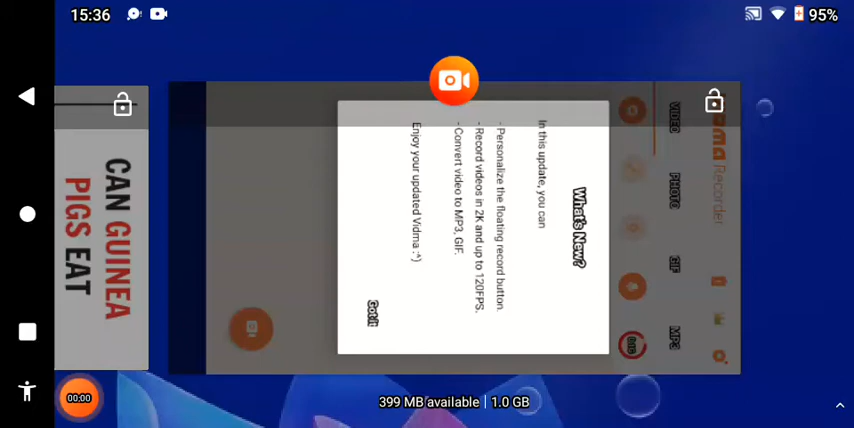 15:36
95%
CAN GUINEA
PIGS EAT
What's New?
In this update, you can
- Personalize the floating record button.
- Record videos in 2K and up to 120FPS.
- Convert video to MP3, GIF.
Enjoy your updated Vidma :^)
Got it
Recorder
VIDEO
PHOTO
GIF
MP3
00:00
399 MB available | 1.0 GB